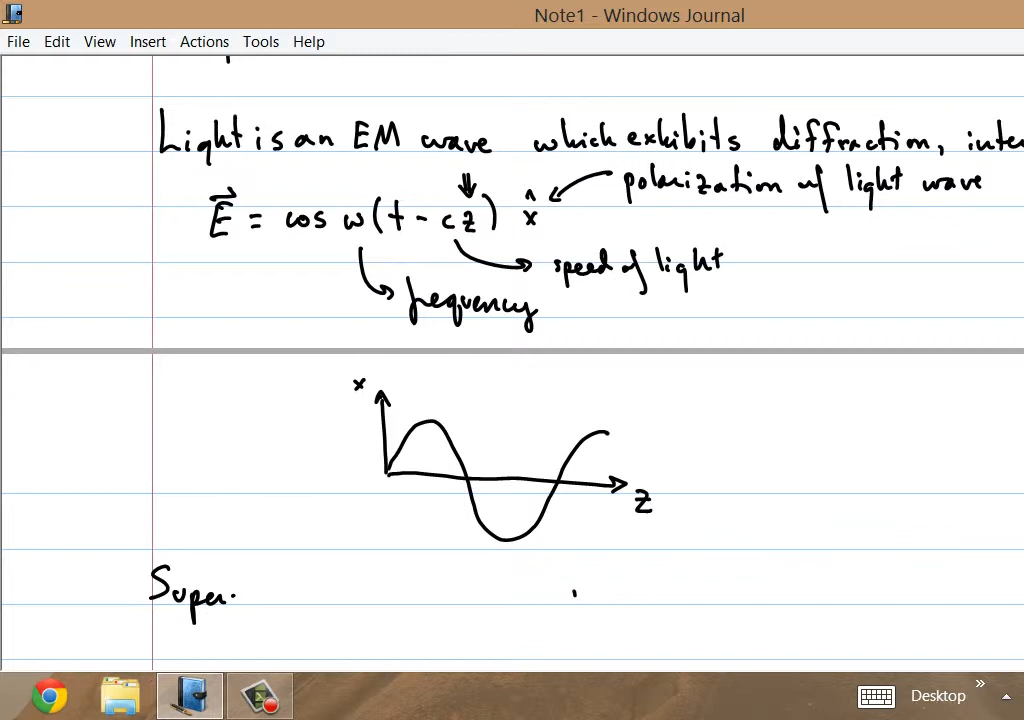 Note1 - Windows Journal
File Edit View Insert Actions Tools Help
Light is an EM wave which exhibits diffraction,
polarization of light wave
E⃗ = cos w(t - cz) x̂
speed of light
frequency
x
z
Super.
Desktop